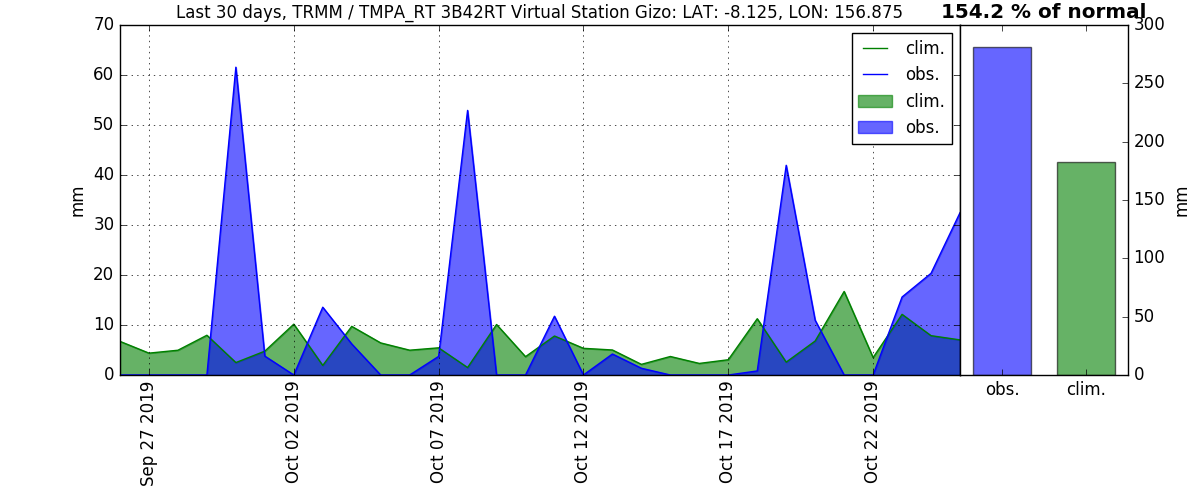 Last 30 days, TRMM / TMPA_RT 3B42RT Virtual Station Gizo: LAT: -8.125, LON: 156.875
154.2 % of normal
70
60
50
40
30
20
10
0
mm
clim.
obs.
clim.
obs.
300
250
200
150
100
50
0
mm
obs.
clim.
Sep 27 2019
Oct 02 2019
Oct 07 2019
Oct 12 2019
Oct 17 2019
Oct 22 2019